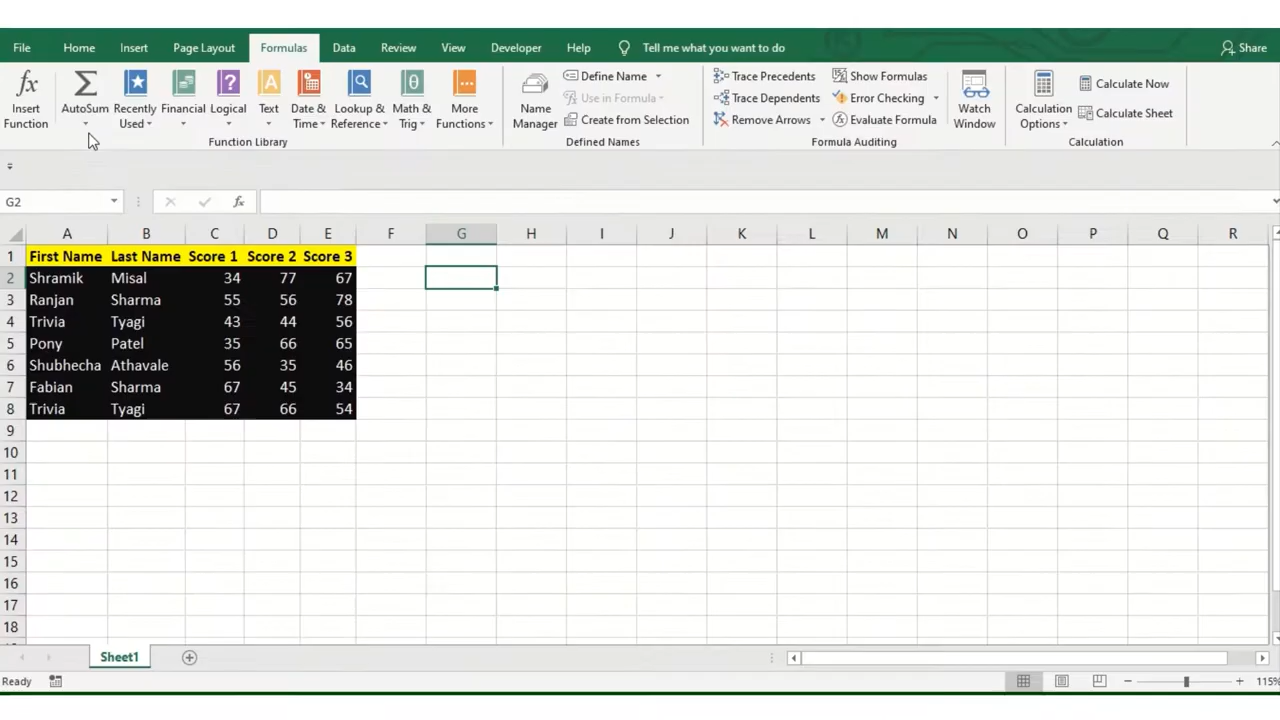 File Home Insert Page Layout Formulas Data Review View Developer Help Tell me what you want to do Share
Insert Function AutoSum Recently Used Financial Logical Text Date & Time Lookup & Reference Math & Trig More Functions
Name Manager Define Name Use in Formula Create from Selection
Trace Precedents Trace Dependents Remove Arrows Show Formulas Error Checking Evaluate Formula Watch Window
Calculation Options Calculate Now Calculate Sheet
Function Library Defined Names Formula Auditing Calculation
G2 fx
A B C D E F G H I J K L M N O P Q R
1 First Name Last Name Score 1 Score 2 Score 3
2 Shramik Misal 34 77 67
3 Ranjan Sharma 55 56 78
4 Trivia Tyagi 43 44 56
5 Pony Patel 35 66 65
6 Shubhecha Athavale 56 35 46
7 Fabian Sharma 67 45 34
8 Trivia Tyagi 67 66 54
9
10
11
12
13
14
15
16
17
18
Sheet1
Ready 115%